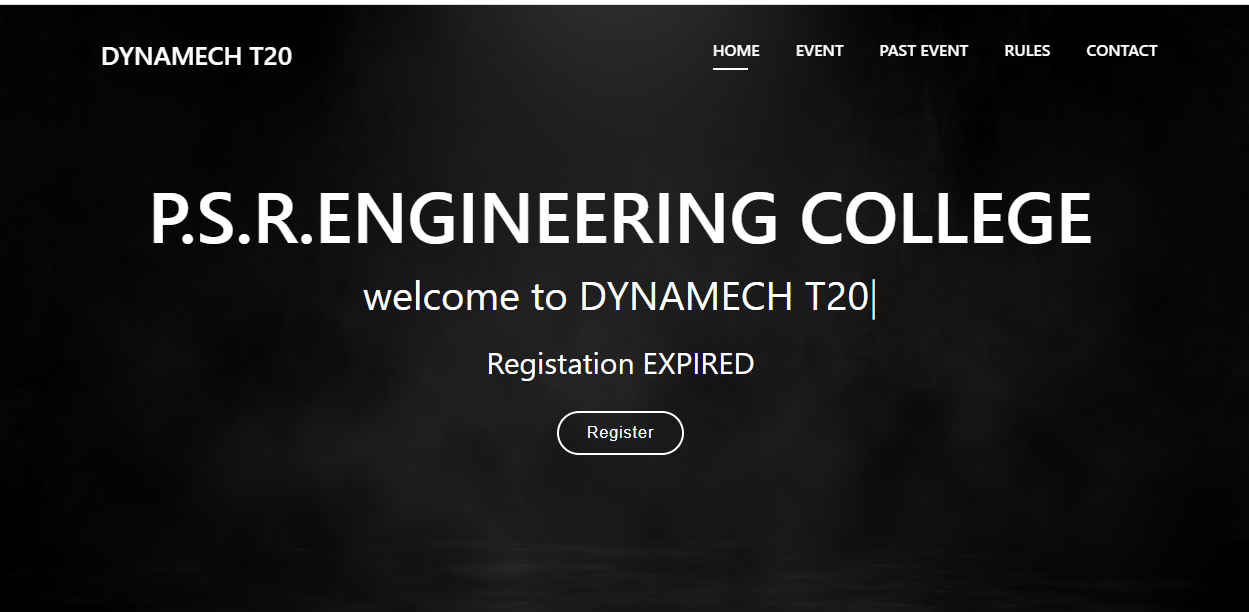 DYNAMECH T20
HOME EVENT PAST EVENT RULES CONTACT
P.S.R.ENGINEERING COLLEGE
welcome to DYNAMECH T20|
Registation EXPIRED
Register